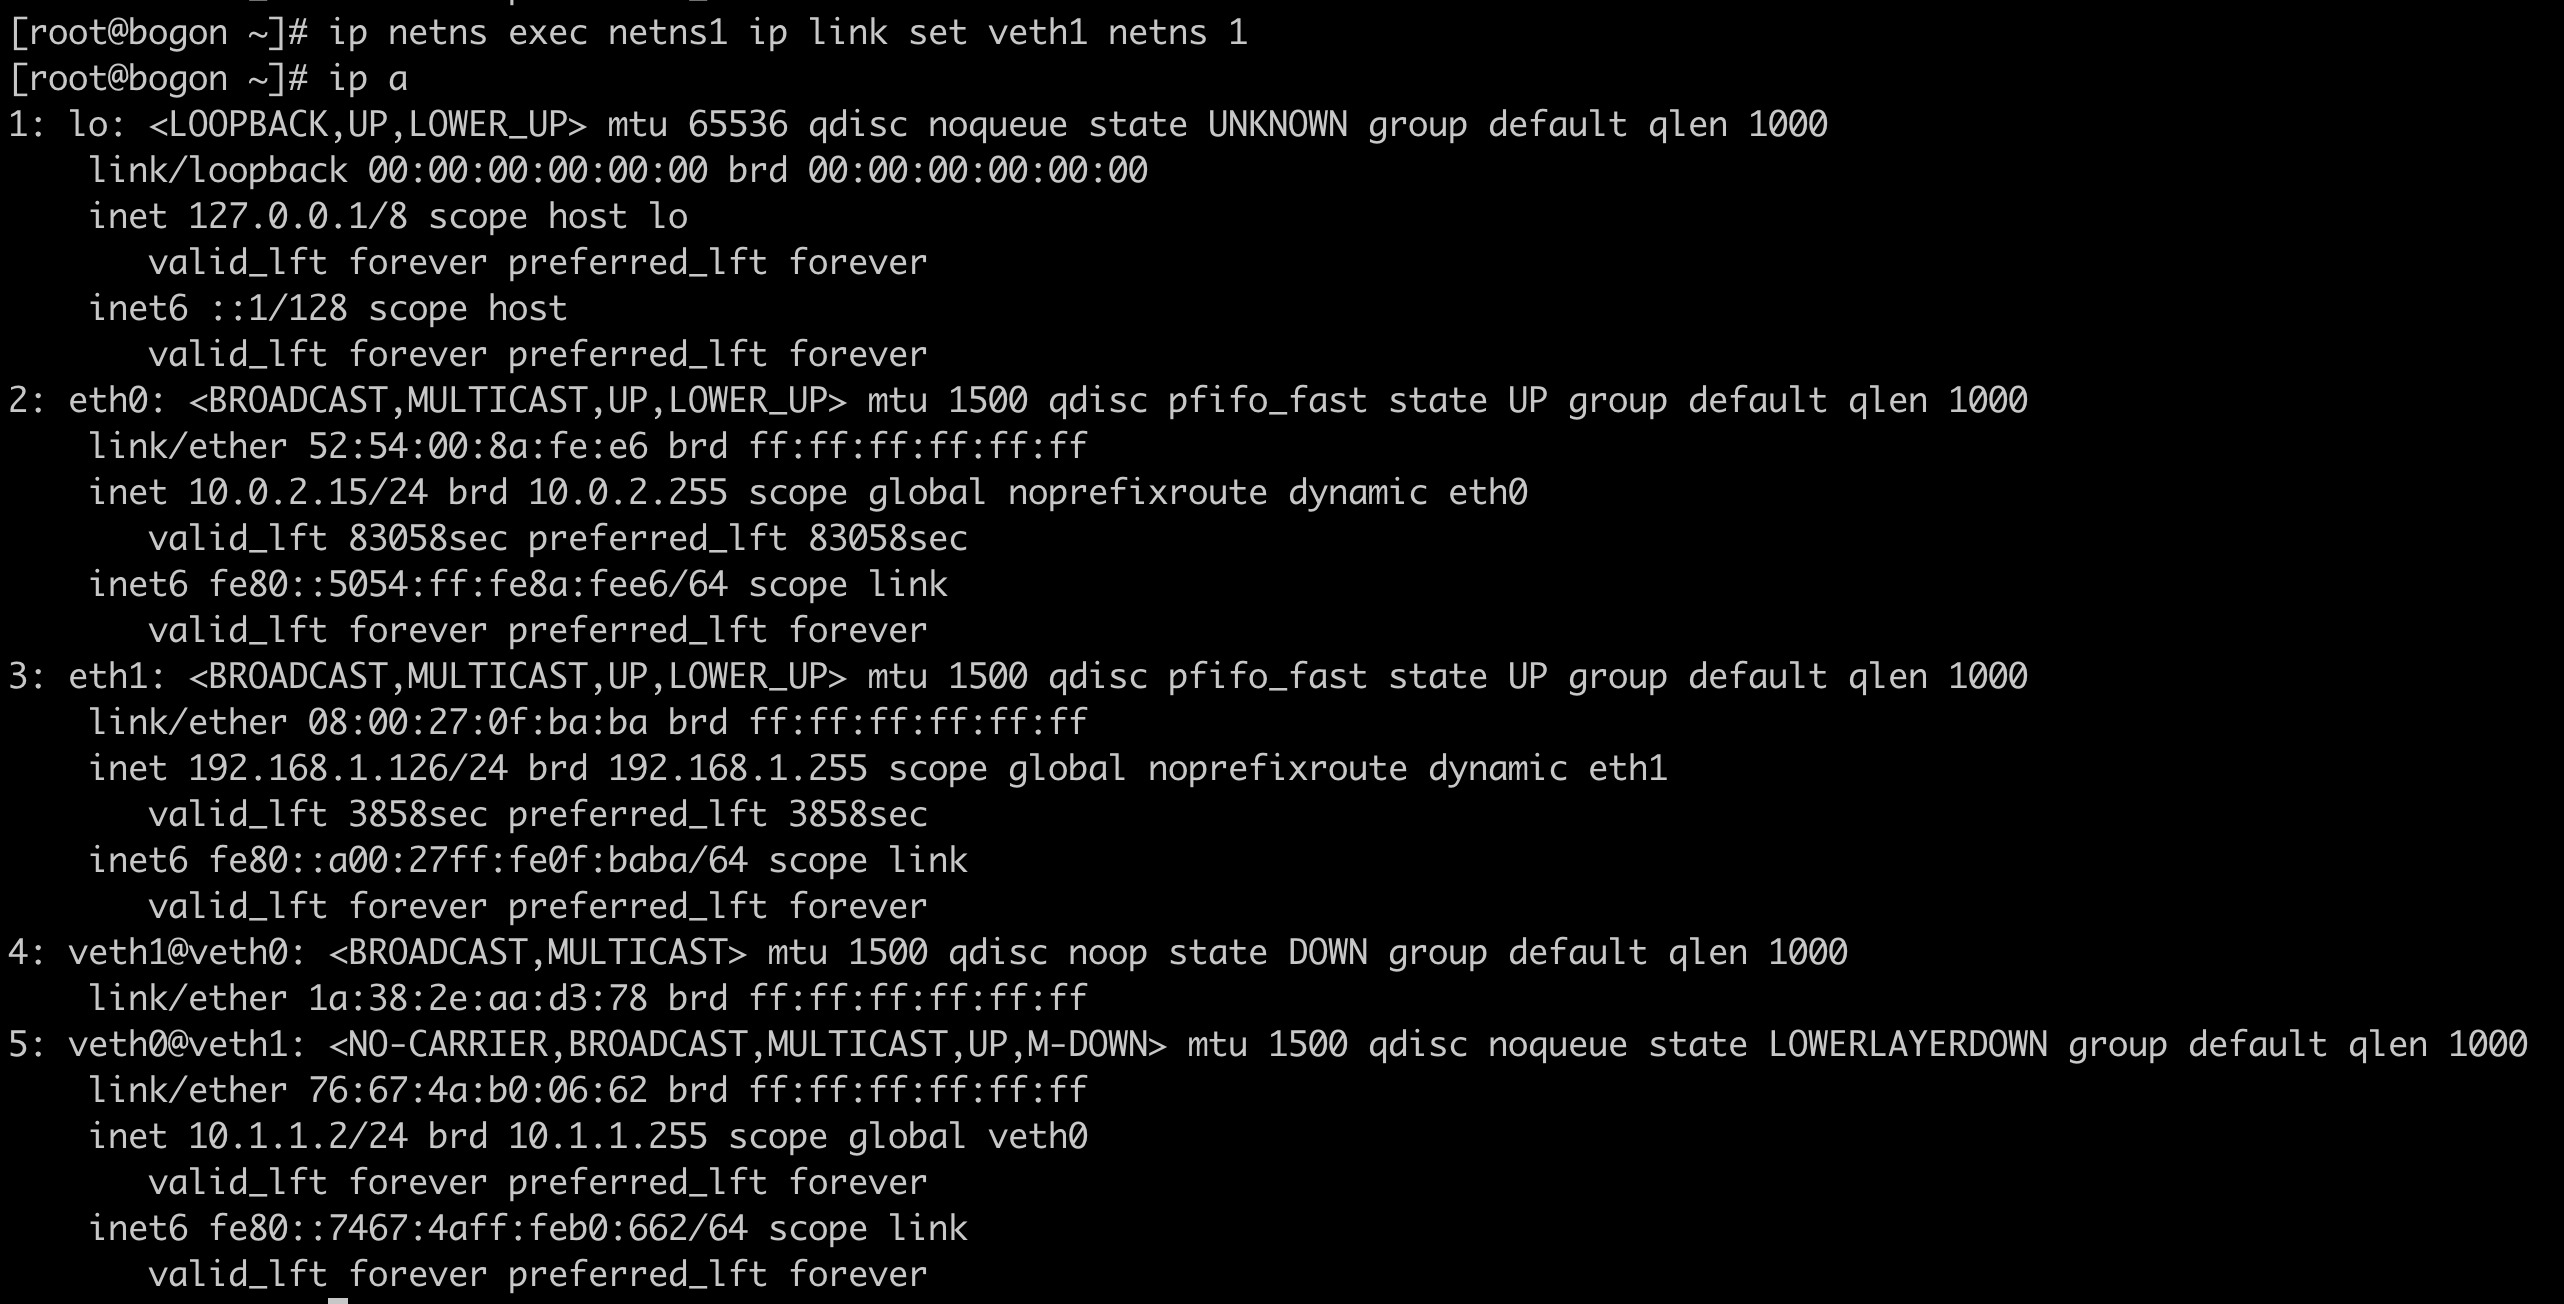 [root@bogon ~]# ip netns exec netns1 ip link set veth1 netns 1
[root@bogon ~]# ip a
1: lo: <LOOPBACK,UP,LOWER_UP> mtu 65536 qdisc noqueue state UNKNOWN group default qlen 1000
    link/loopback 00:00:00:00:00:00 brd 00:00:00:00:00:00
    inet 127.0.0.1/8 scope host lo
       valid_lft forever preferred_lft forever
    inet6 ::1/128 scope host
       valid_lft forever preferred_lft forever
2: eth0: <BROADCAST,MULTICAST,UP,LOWER_UP> mtu 1500 qdisc pfifo_fast state UP group default qlen 1000
    link/ether 52:54:00:8a:fe:e6 brd ff:ff:ff:ff:ff:ff
    inet 10.0.2.15/24 brd 10.0.2.255 scope global noprefixroute dynamic eth0
       valid_lft 83058sec preferred_lft 83058sec
    inet6 fe80::5054:ff:fe8a:fee6/64 scope link
       valid_lft forever preferred_lft forever
3: eth1: <BROADCAST,MULTICAST,UP,LOWER_UP> mtu 1500 qdisc pfifo_fast state UP group default qlen 1000
    link/ether 08:00:27:0f:ba:ba brd ff:ff:ff:ff:ff:ff
    inet 192.168.1.126/24 brd 192.168.1.255 scope global noprefixroute dynamic eth1
       valid_lft 3858sec preferred_lft 3858sec
    inet6 fe80::a00:27ff:fe0f:baba/64 scope link
       valid_lft forever preferred_lft forever
4: veth1@veth0: <BROADCAST,MULTICAST> mtu 1500 qdisc noop state DOWN group default qlen 1000
    link/ether 1a:38:2e:aa:d3:78 brd ff:ff:ff:ff:ff:ff
5: veth0@veth1: <NO-CARRIER,BROADCAST,MULTICAST,UP,M-DOWN> mtu 1500 qdisc noqueue state LOWERLAYERDOWN group default qlen 1000
    link/ether 76:67:4a:b0:06:62 brd ff:ff:ff:ff:ff:ff
    inet 10.1.1.2/24 brd 10.1.1.255 scope global veth0
       valid_lft forever preferred_lft forever
    inet6 fe80::7467:4aff:feb0:662/64 scope link
       valid_lft forever preferred_lft forever